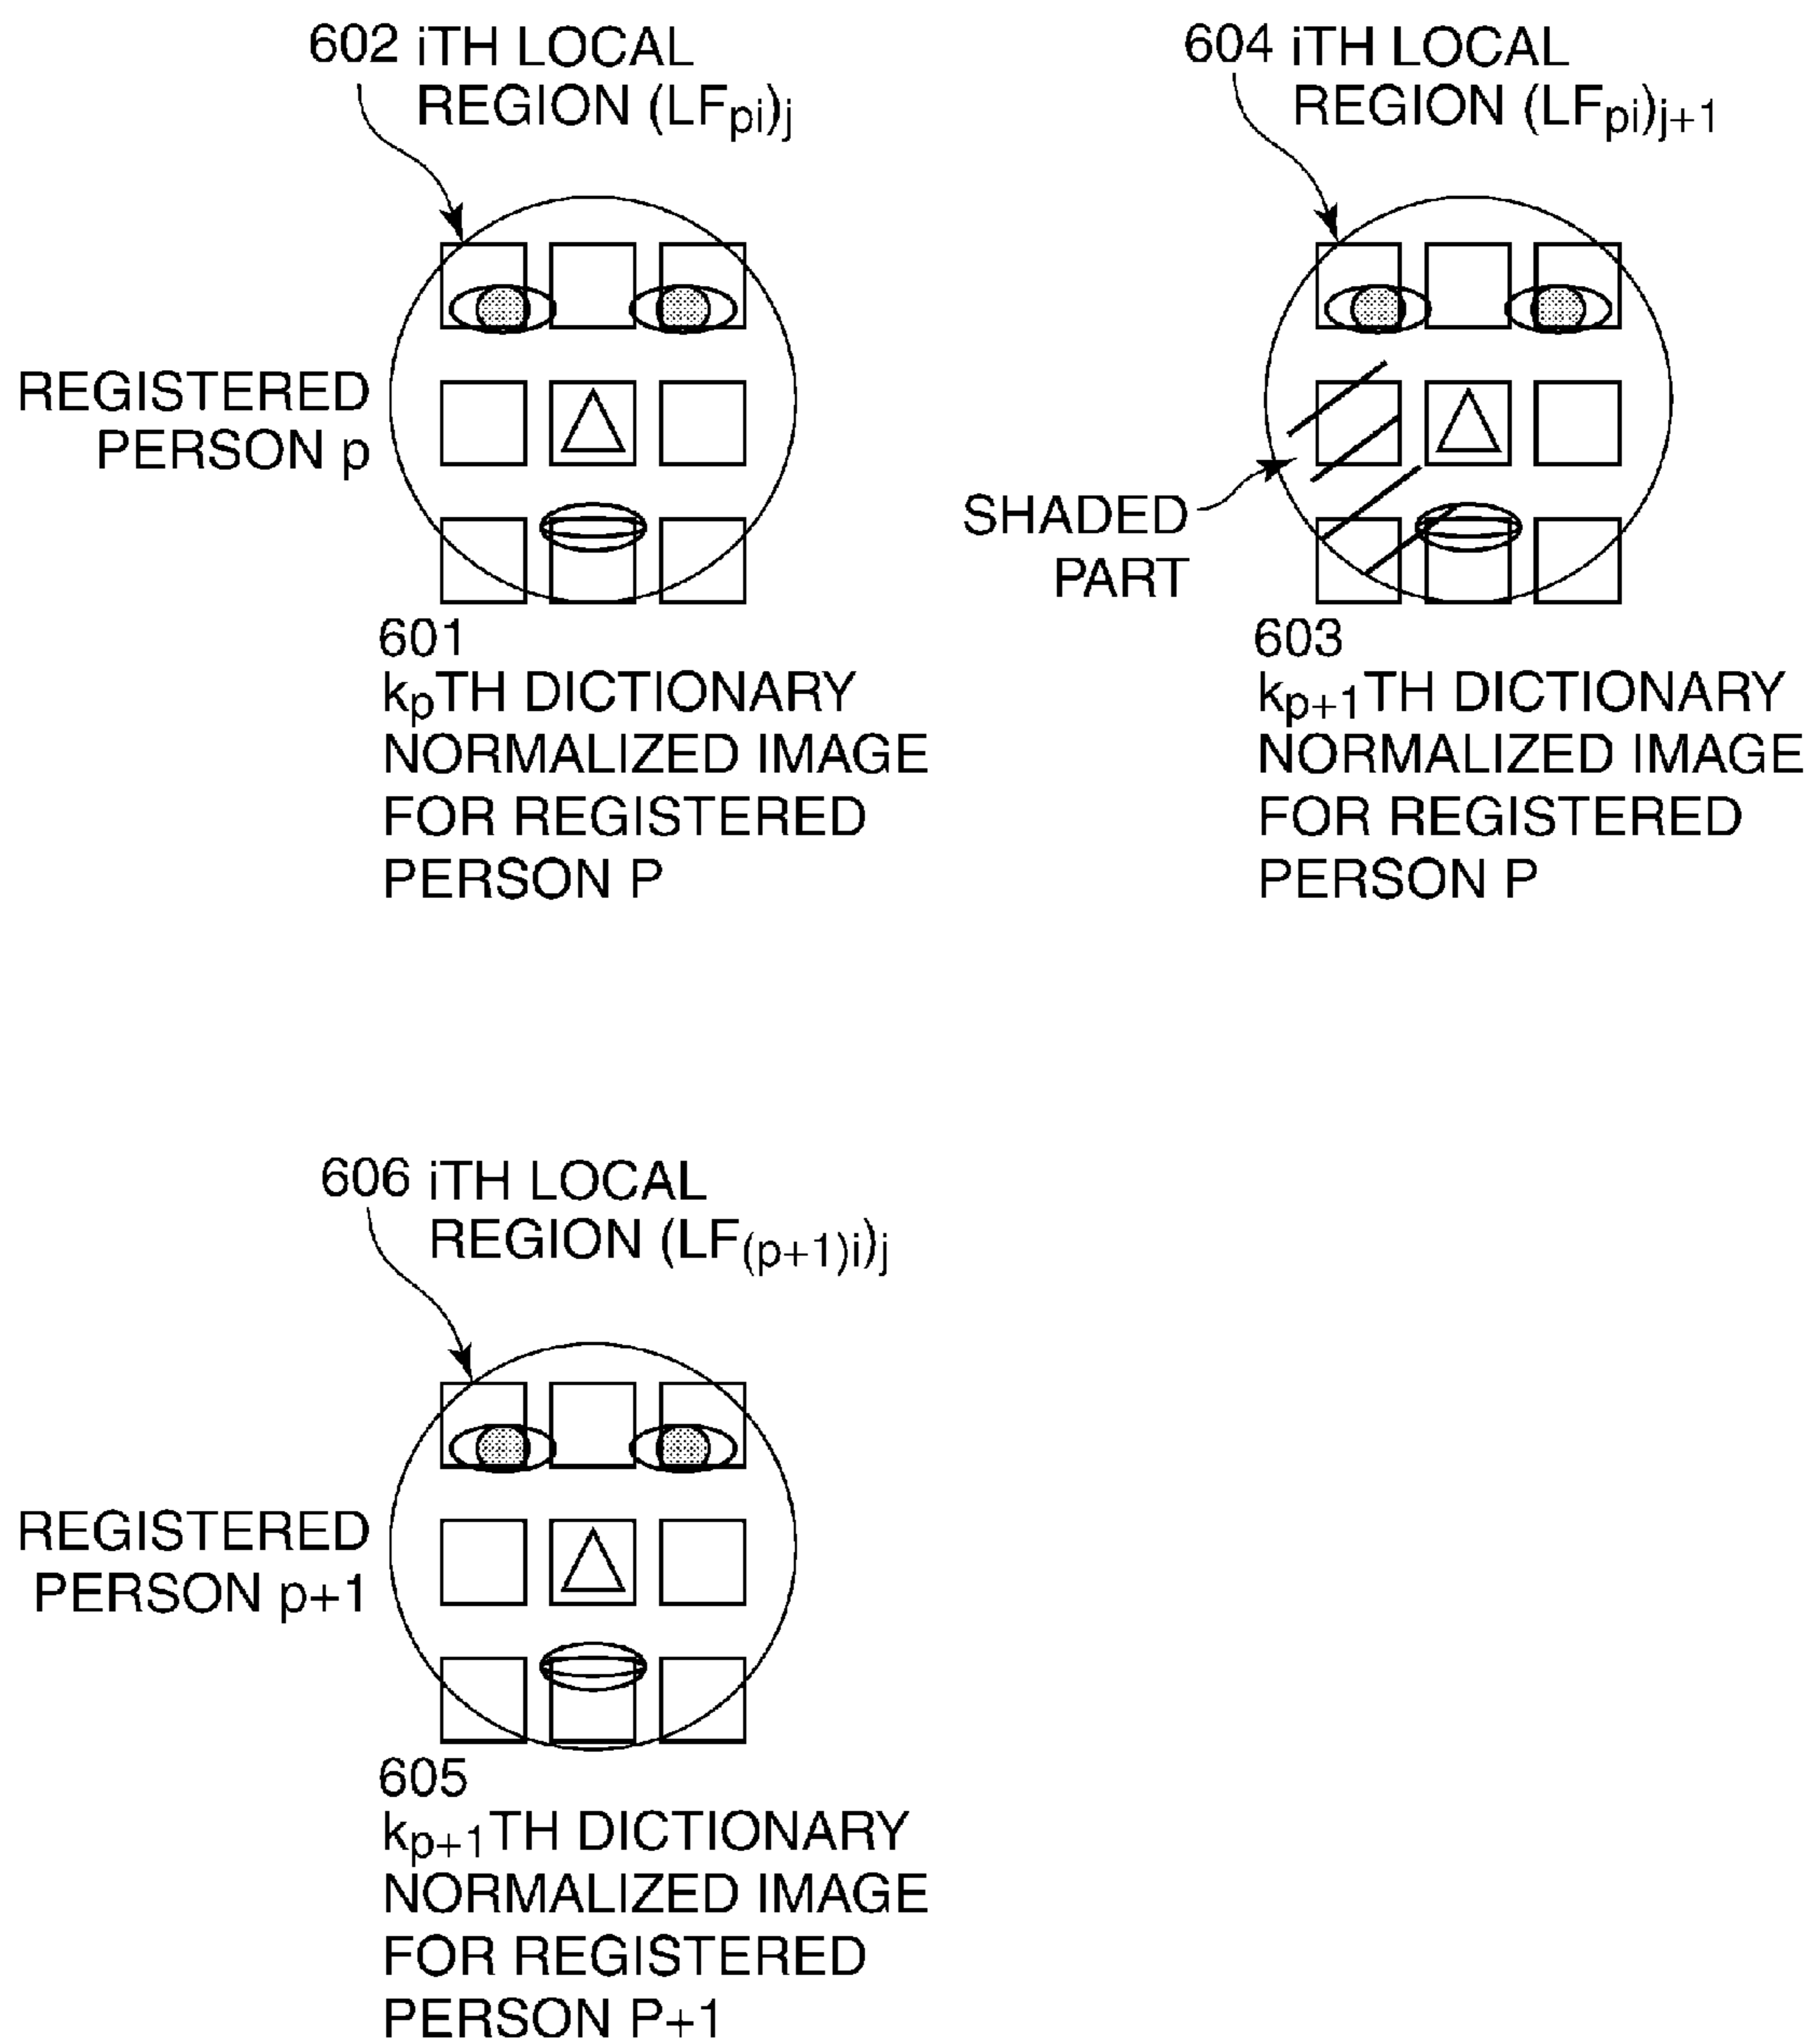 602 iTH LOCAL
REGION (LFpi)j
REGISTERED
PERSON p
601
kpTH DICTIONARY
NORMALIZED IMAGE
FOR REGISTERED
PERSON P
604 iTH LOCAL
REGION (LFpi)j+1
SHADED
PART
603
kp+1TH DICTIONARY
NORMALIZED IMAGE
FOR REGISTERED
PERSON P
606 iTH LOCAL
REGION (LF(p+1)i)j
REGISTERED
PERSON p+1
605
kp+1TH DICTIONARY
NORMALIZED IMAGE
FOR REGISTERED
PERSON P+1